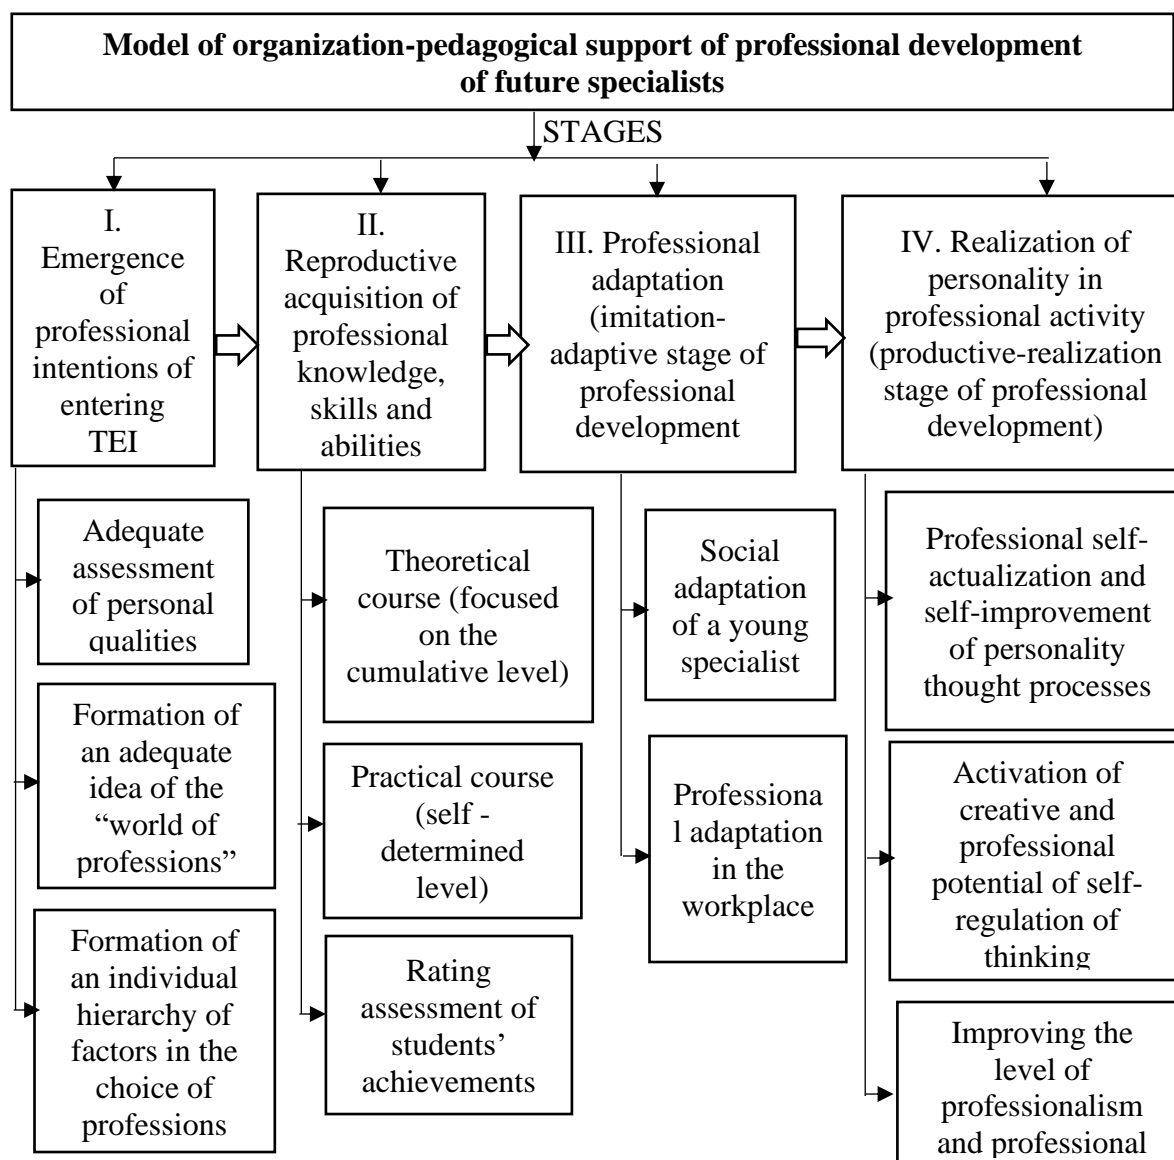 Model of organization-pedagogical support of professional development
of future specialists
STAGES
I.
Emergence
of
professional
intentions of
entering
TEI
II.
Reproductive
acquisition of
professional
knowledge,
skills and
abilities
III. Professional
adaptation
(imitation-
adaptive stage of
professional
development
IV. Realization of
personality in
professional activity
(productive-realization
stage of professional
development)
Adequate
assessment
of personal
qualities
Formation of
an adequate
idea of the
“world of
professions”
Formation of
an individual
hierarchy of
factors in the
choice of
professions
Theoretical
course (focused
on the
cumulative level)
Practical course
(self -
determined
level)
Rating
assessment of
students’
achievements
Social
adaptation
of a young
specialist
Professiona
l adaptation
in the
workplace
Professional self-
actualization and
self-improvement
of personality
thought processes
Activation of
creative and
professional
potential of self-
regulation of
thinking
Improving the
level of
professionalism
and professional